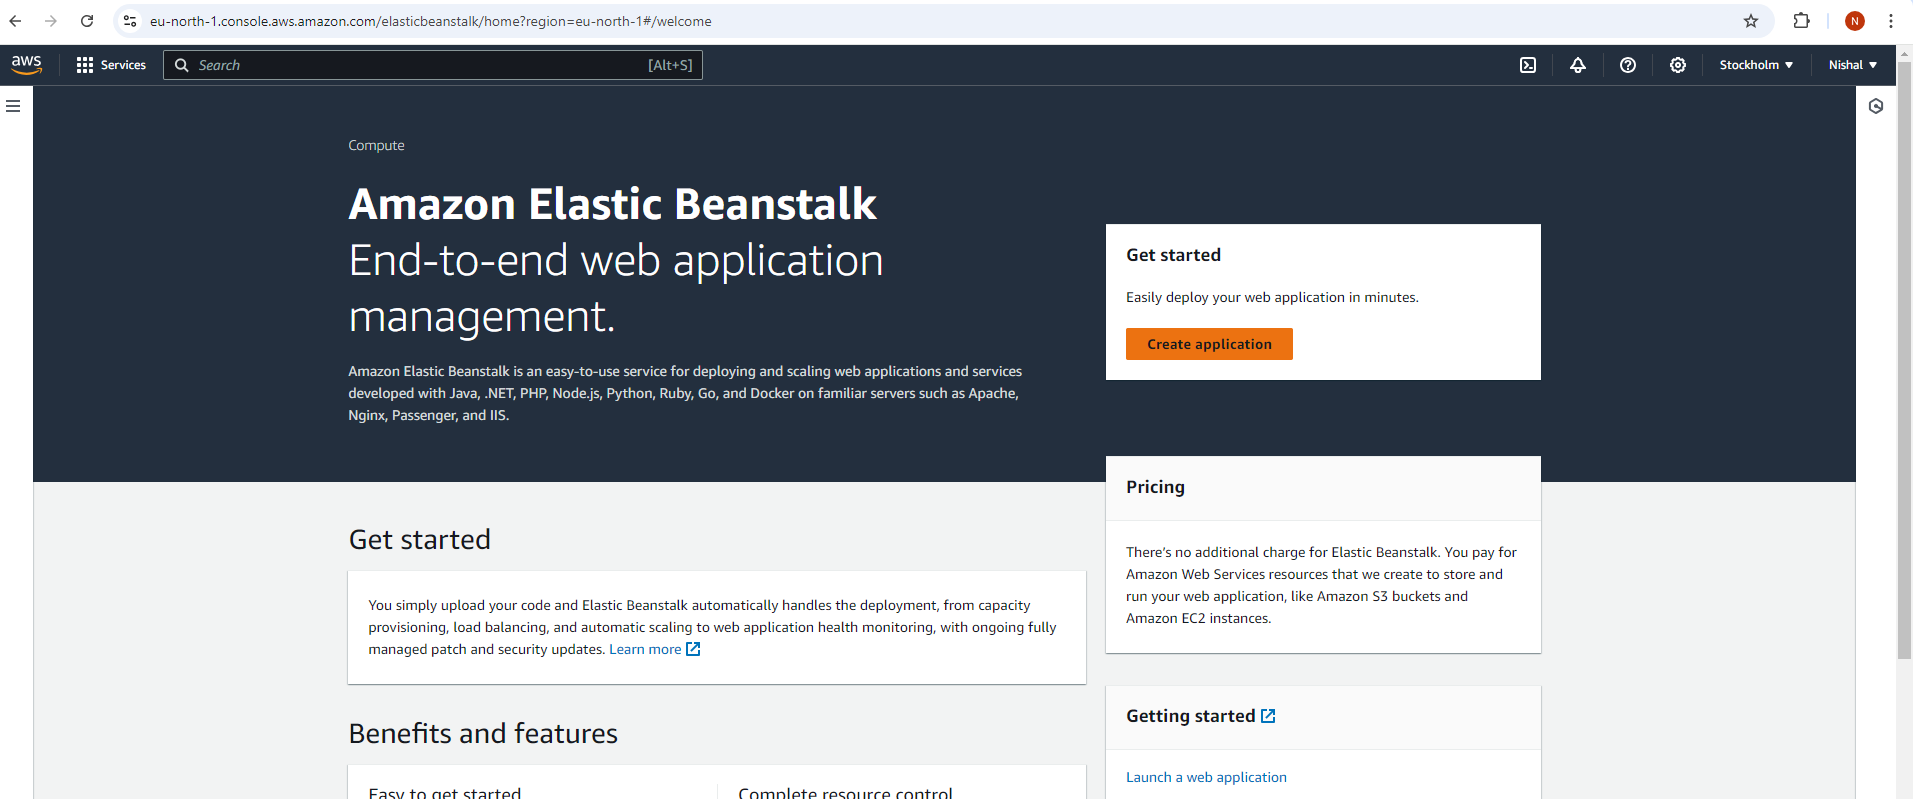 eu-north-1.console.aws.amazon.com/elasticbeanstalk/home?region=eu-north-1#/welcome
N
aws
Services
Search
[Alt+S]
Stockholm
Nishal
Compute
Amazon Elastic Beanstalk
End-to-end web application
management.
Amazon Elastic Beanstalk is an easy-to-use service for deploying and scaling web applications and services
developed with Java, .NET, PHP, Node.js, Python, Ruby, Go, and Docker on familiar servers such as Apache,
Nginx, Passenger, and IIS.
Get started
Easily deploy your web application in minutes.
Create application
Pricing
There's no additional charge for Elastic Beanstalk. You pay for
Amazon Web Services resources that we create to store and
run your web application, like Amazon S3 buckets and
Amazon EC2 instances.
Get started
You simply upload your code and Elastic Beanstalk automatically handles the deployment, from capacity
provisioning, load balancing, and automatic scaling to web application health monitoring, with ongoing fully
managed patch and security updates. Learn more
Getting started
Launch a web application
Benefits and features
Easy to get started
Complete resource control